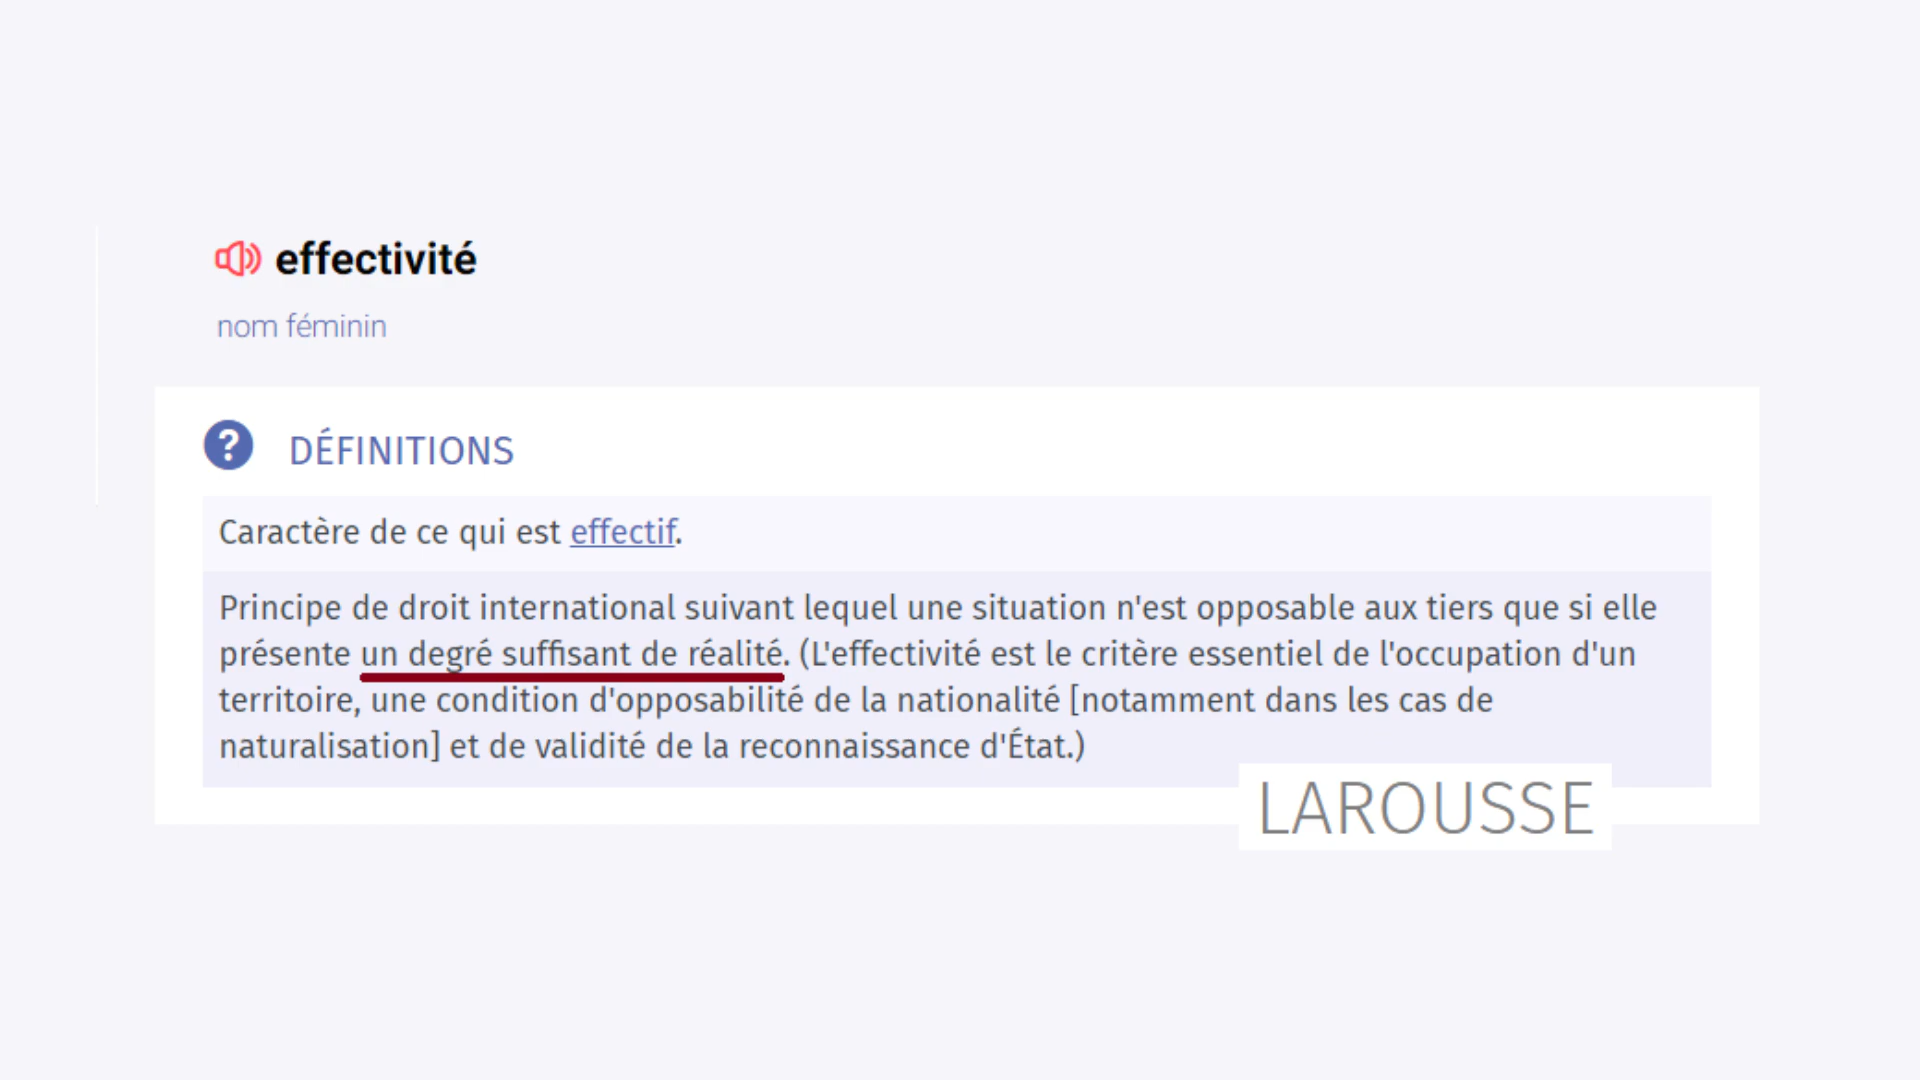 effectivité
nom féminin
? DÉFINITIONS
Caractère de ce qui est effectif.
Principe de droit international suivant lequel une situation n'est opposable aux tiers que si elle
présente un degré suffisant de réalité. (L'effectivité est le critère essentiel de l'occupation d'un
territoire, une condition d'opposabilité de la nationalité [notamment dans les cas de
naturalisation] et de validité de la reconnaissance d'État.)
LAROUSSE